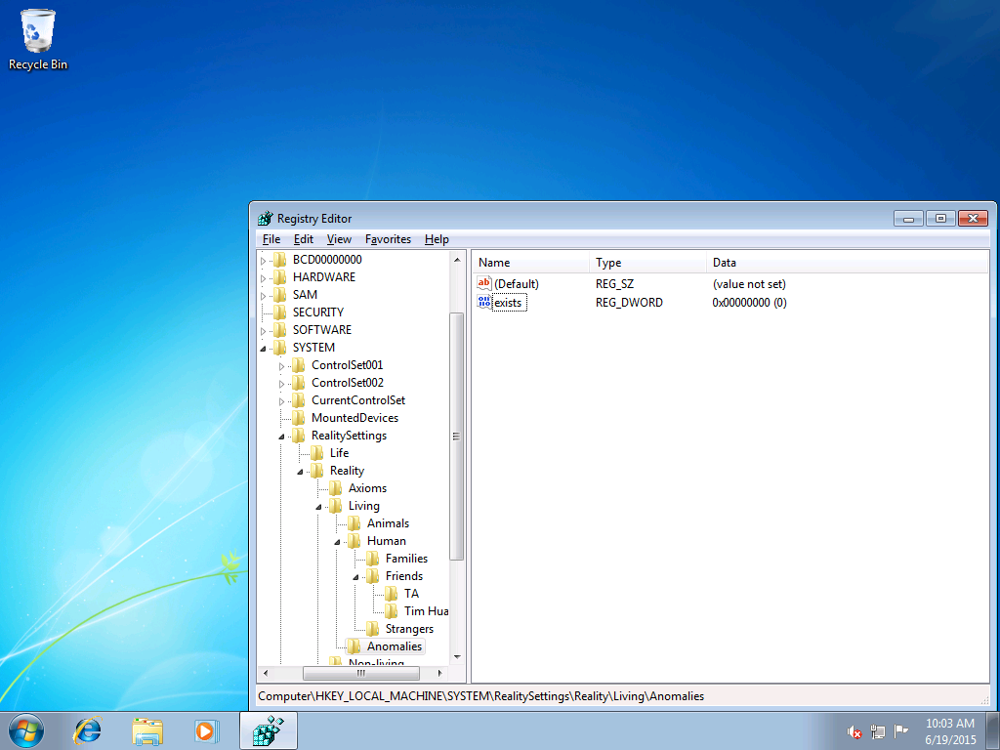 Recycle Bin
Registry Editor
File Edit View Favorites Help
BCD00000000
HARDWARE
SAM
SECURITY
SOFTWARE
SYSTEM
ControlSet001
ControlSet002
CurrentControlSet
MountedDevices
RealitySettings
Life
Reality
Axioms
Living
Animals
Human
Families
Friends
TA
Tim Hua
Strangers
Anomalies
Non-living
Name Type Data
ab (Default) REG_SZ (value not set)
exists REG_DWORD 0x00000000 (0)
Computer\HKEY_LOCAL_MACHINE\SYSTEM\RealitySettings\Reality\Living\Anomalies
10:03 AM
6/19/2015